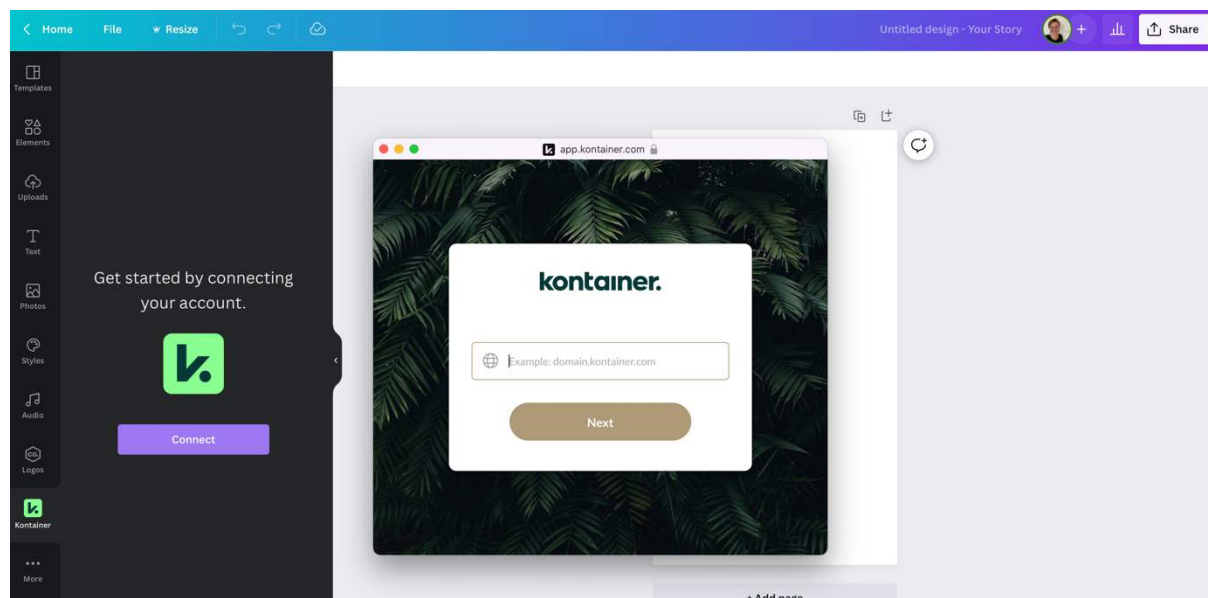 Home File Resize Untitled design - Your Story + Share
Templates
Elements
Uploads
Text
Photos
Styles
Audio
CO.
Logos
Kontainer
More
Get started by connecting
your account.
k.
Connect
app.kontainer.com
kontainer.
Example: domain.kontainer.com
Next
+ Add page